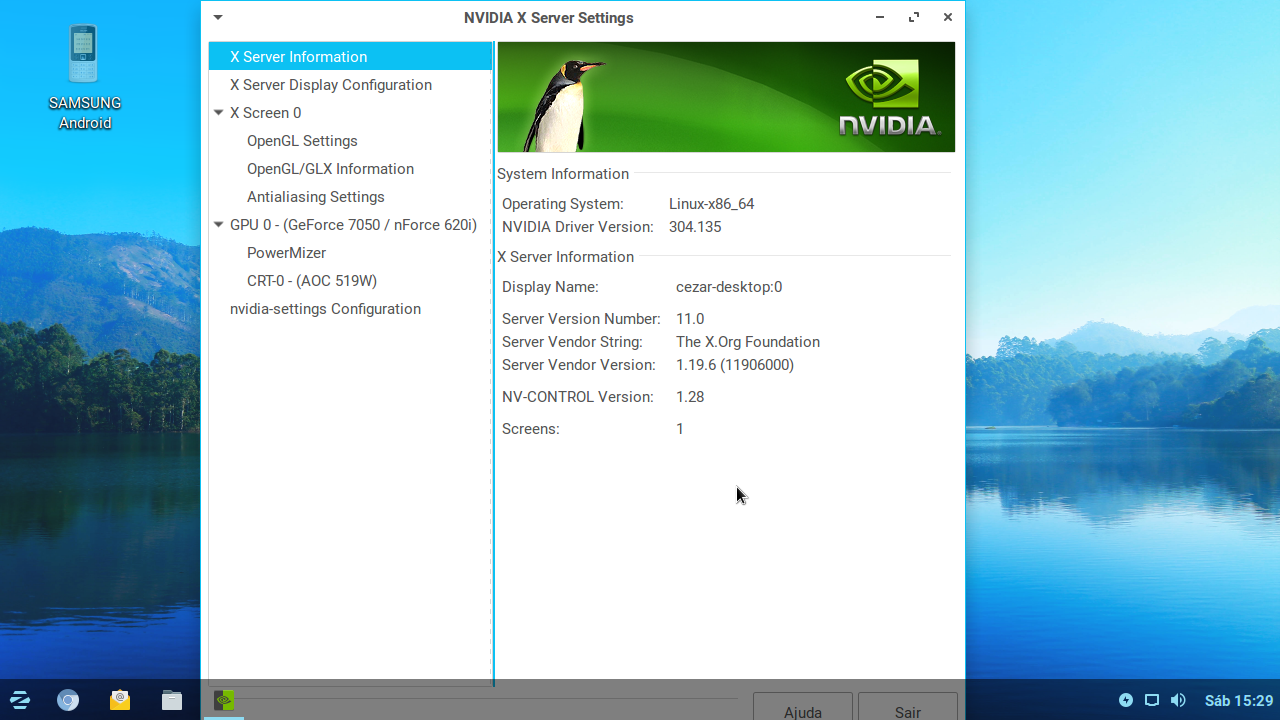 NVIDIA X Server Settings
SAMSUNG
Android
X Server Information
X Server Display Configuration
X Screen 0
OpenGL Settings
OpenGL/GLX Information
Antialiasing Settings
GPU 0 - (GeForce 7050 / nForce 620i)
PowerMizer
CRT-0 - (AOC 519W)
nvidia-settings Configuration
NVIDIA
System Information
Operating System: Linux-x86_64
NVIDIA Driver Version: 304.135
X Server Information
Display Name: cezar-desktop:0
Server Version Number: 11.0
Server Vendor String: The X.Org Foundation
Server Vendor Version: 1.19.6 (11906000)
NV-CONTROL Version: 1.28
Screens: 1
Ajuda
Sair
Sáb 15:29